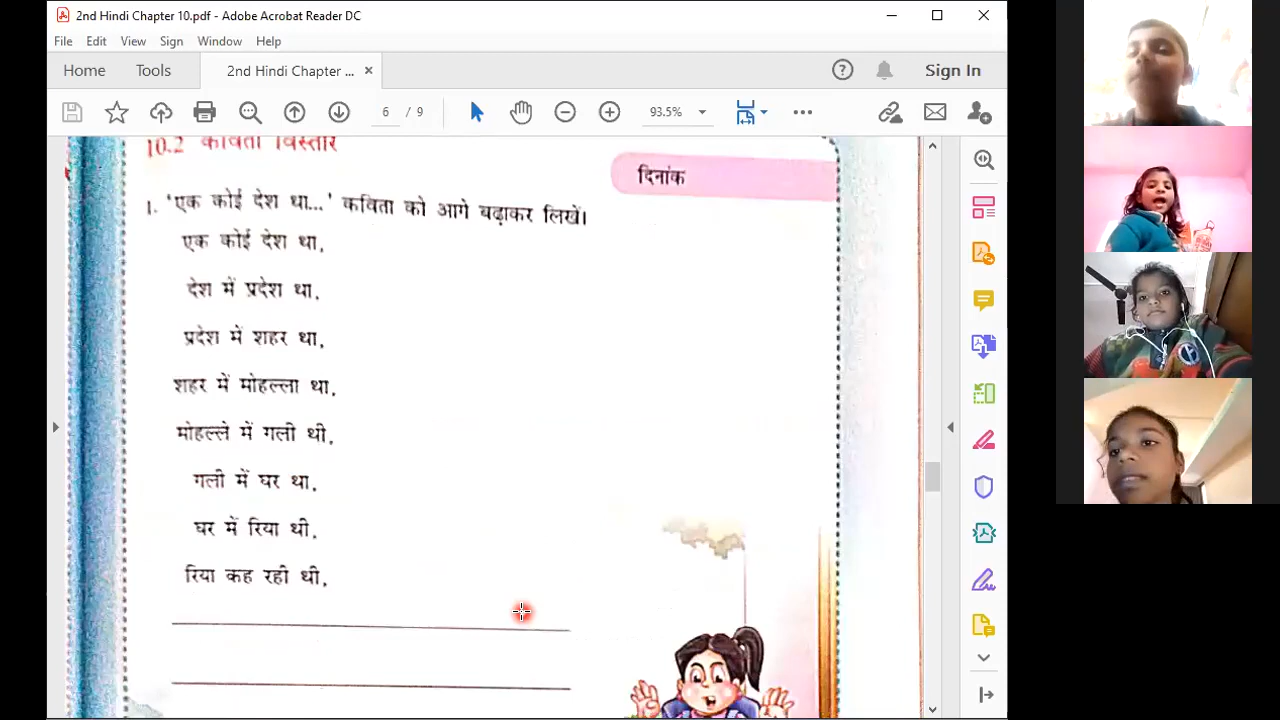 2nd Hindi Chapter 10.pdf - Adobe Acrobat Reader DC
File Edit View Sign Window Help
Home Tools 2nd Hindi Chapter ... Sign In
6 / 9 93.5%
10.2 कविता विस्तार
दिनांक
1. 'एक कोई देश था...' कविता को आगे बढ़ाकर लिखें।
एक कोई देश था,
देश में प्रदेश था,
प्रदेश में शहर था,
शहर में मोहल्ला था,
मोहल्ले में गली थी,
गली में घर था,
घर में रिया थी,
रिया कह रही थी,